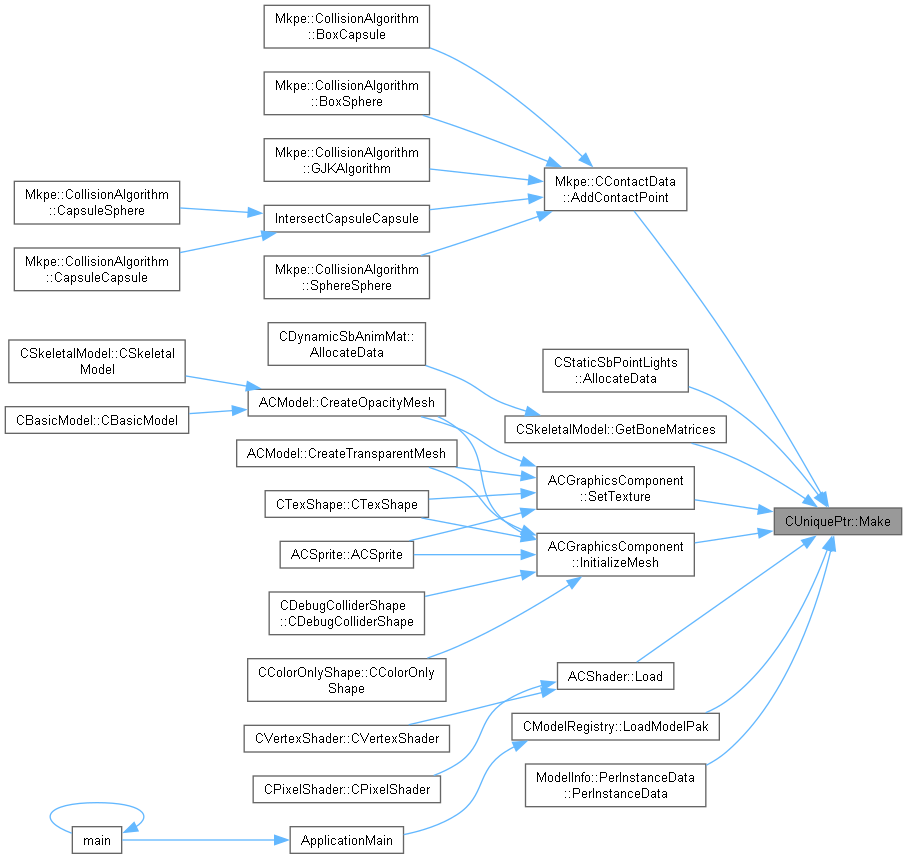 Mkpe::CollisionAlgorithm
::BoxCapsule
Mkpe::CollisionAlgorithm
::BoxSphere
Mkpe::CollisionAlgorithm
::GJKAlgorithm
Mkpe::CContactData
::AddContactPoint
Mkpe::CollisionAlgorithm
::CapsuleSphere
IntersectCapsuleCapsule
Mkpe::CollisionAlgorithm
::CapsuleCapsule
Mkpe::CollisionAlgorithm
::SphereSphere
CDynamicSbAnimMat::
AllocateData
CSkeletalModel::CSkeletal
Model
CStaticSbPointLights
::AllocateData
ACModel::CreateOpacityMesh
CBasicModel::CBasicModel
CSkeletalModel::GetBoneMatrices
ACModel::CreateTransparentMesh
ACGraphicsComponent
::SetTexture
CTexShape::CTexShape
CUniquePtr::Make
ACSprite::ACSprite
ACGraphicsComponent
::InitializeMesh
CDebugColliderShape
::CDebugColliderShape
CColorOnlyShape::CColorOnly
Shape
ACShader::Load
CVertexShader::CVertexShader
CModelRegistry::LoadModelPak
CPixelShader::CPixelShader
ModelInfo::PerInstanceData
::PerInstanceData
main
ApplicationMain